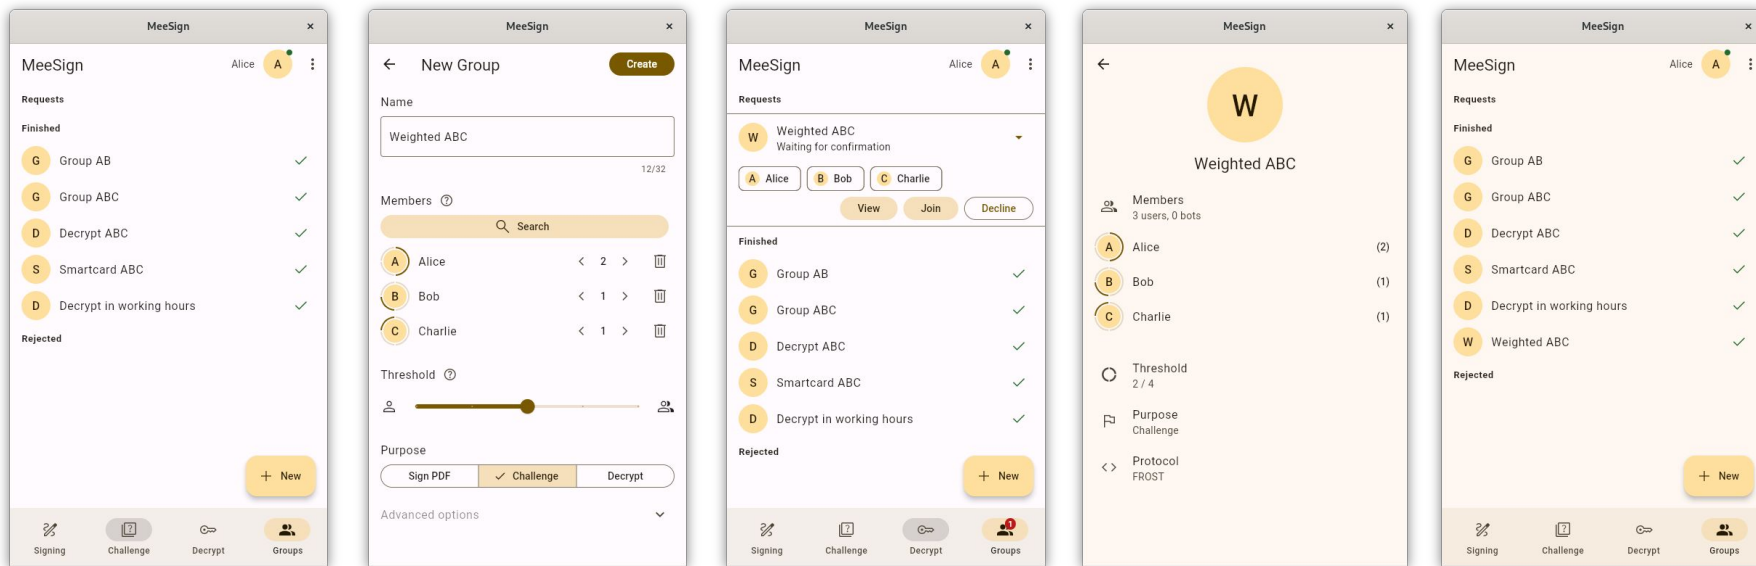 MeeSign ×
MeeSign Alice A
Requests
Finished
G Group AB
G Group ABC
D Decrypt ABC
S Smartcard ABC
D Decrypt in working hours
Rejected
+ New
Signing Challenge Decrypt Groups
MeeSign ×
New Group Create
Name
Weighted ABC
12/32
Members ?
Search
A Alice < 2 >
B Bob < 1 >
C Charlie < 1 >
Threshold ?
Purpose
Sign PDF Challenge Decrypt
Advanced options
MeeSign ×
MeeSign Alice A
Requests
W Weighted ABC
Waiting for confirmation
A Alice B Bob C Charlie
View Join Decline
Finished
G Group AB
G Group ABC
D Decrypt ABC
S Smartcard ABC
D Decrypt in working hours
Rejected
+ New
1
Signing Challenge Decrypt Groups
MeeSign ×
W
Weighted ABC
Members
3 users, 0 bots
A Alice (2)
B Bob (1)
C Charlie (1)
Threshold
2 / 4
Purpose
Challenge
Protocol
FROST
MeeSign ×
MeeSign Alice A
Requests
Finished
G Group AB
G Group ABC
D Decrypt ABC
S Smartcard ABC
D Decrypt in working hours
W Weighted ABC
Rejected
+ New
Signing Challenge Decrypt Groups